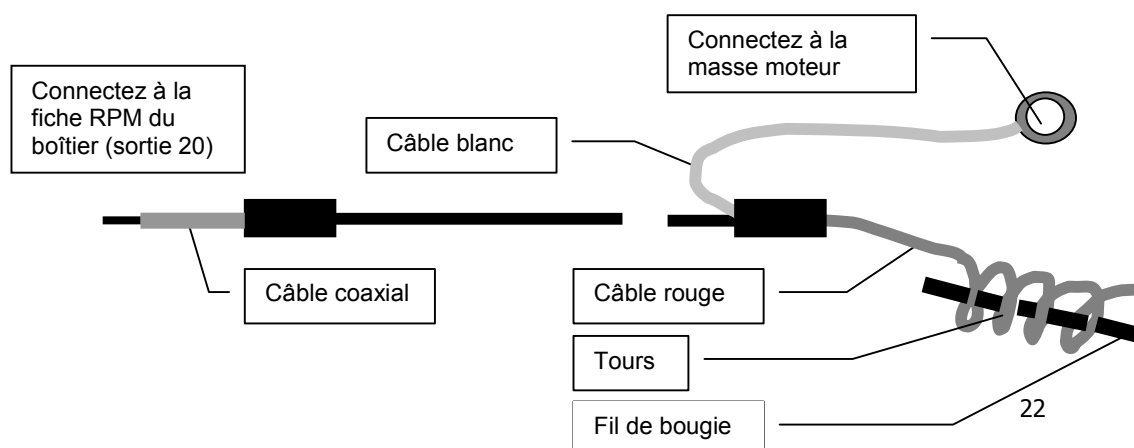 Connectez à la
masse moteur
Connectez à la
fiche RPM du
boîtier (sortie 20)
Câble blanc
Câble coaxial
Câble rouge
Tours
22
Fil de bougie